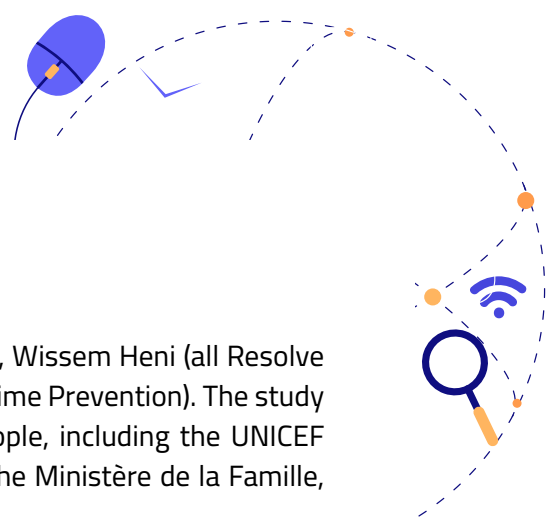 , Wissem Heni (all Resolve
ime Prevention). The study
ople, including the UNICEF
he Ministère de la Famille,